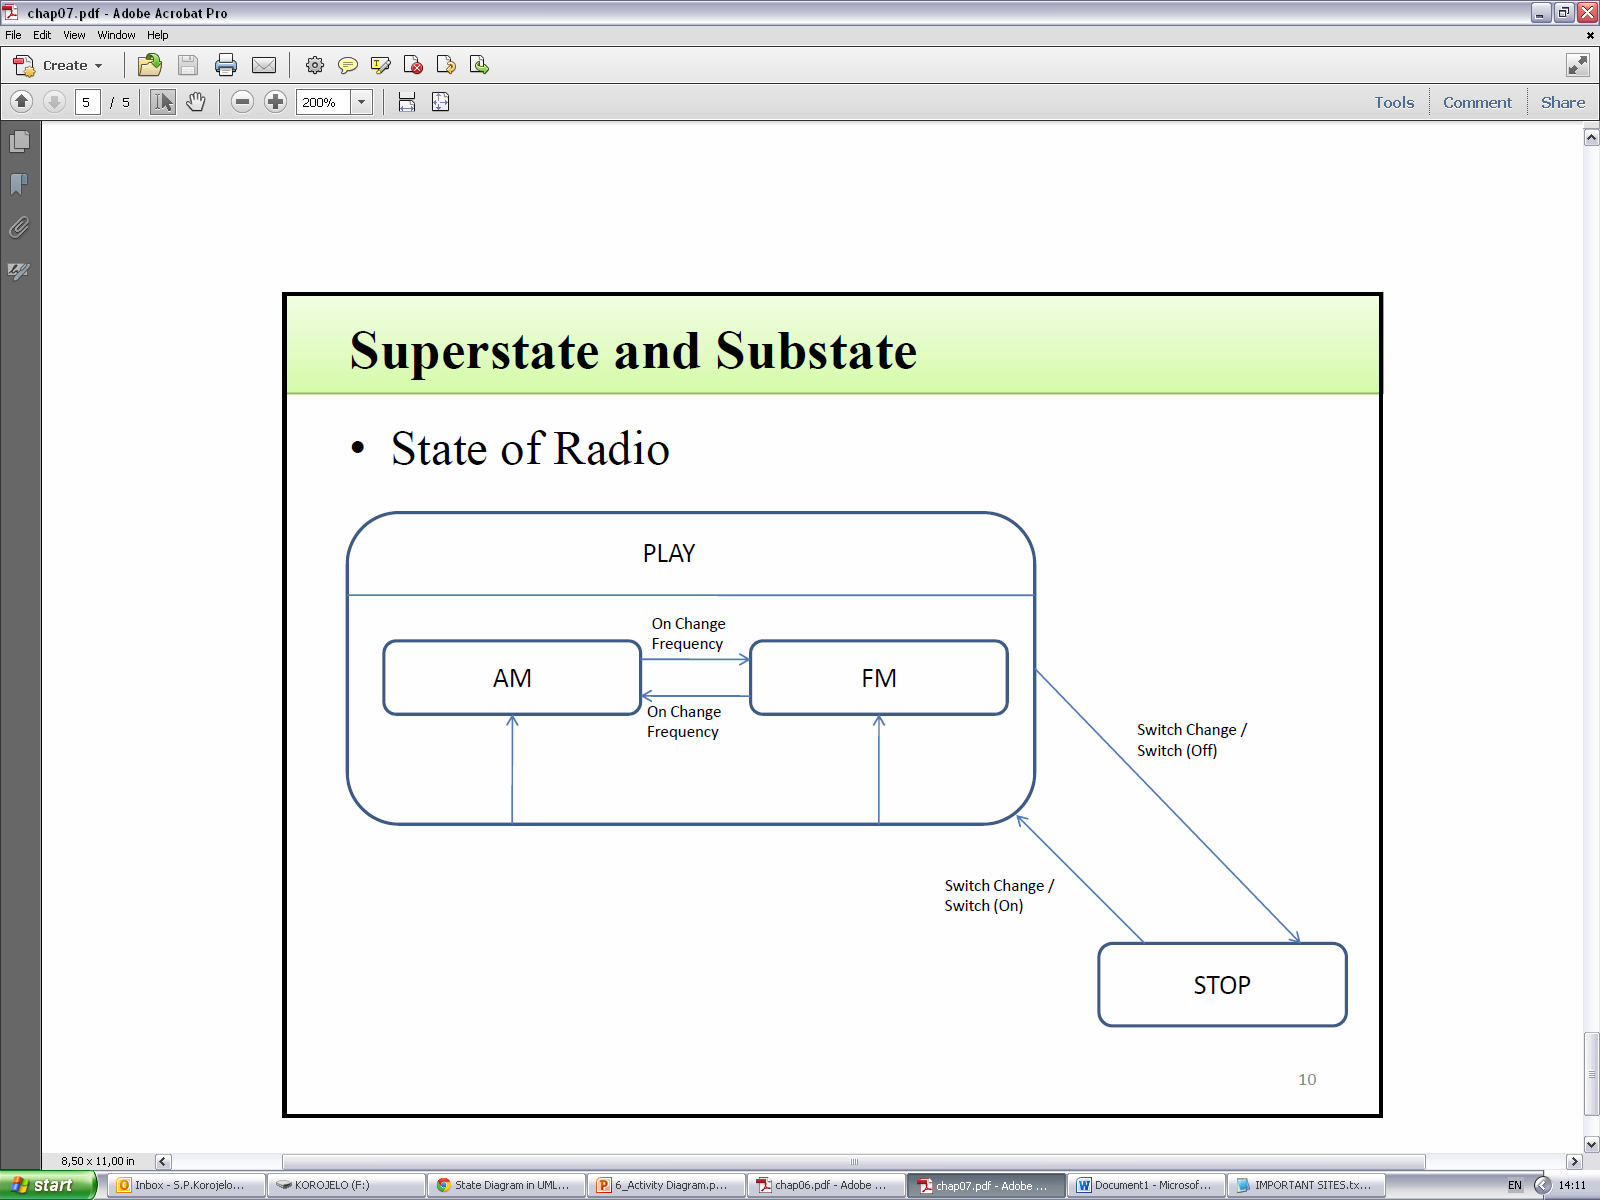 chap07.pdf - Adobe Acrobat Pro
File Edit View Window Help
Create
5 / 5 200% Tools Comment Share
Superstate and Substate
• State of Radio
PLAY
On Change
Frequency
AM
FM
On Change
Frequency
Switch Change /
Switch (Off)
Switch Change /
Switch (On)
STOP
10
8,50 x 11,00 in
start Inbox - S.P.Korojelo... KOROJELO (F:) State Diagram in UML... 6_Activity Diagram.p... chap06.pdf - Adobe ... chap07.pdf - Adobe ... Document1 - Microsof... IMPORTANT SITES.tx... EN 14:11